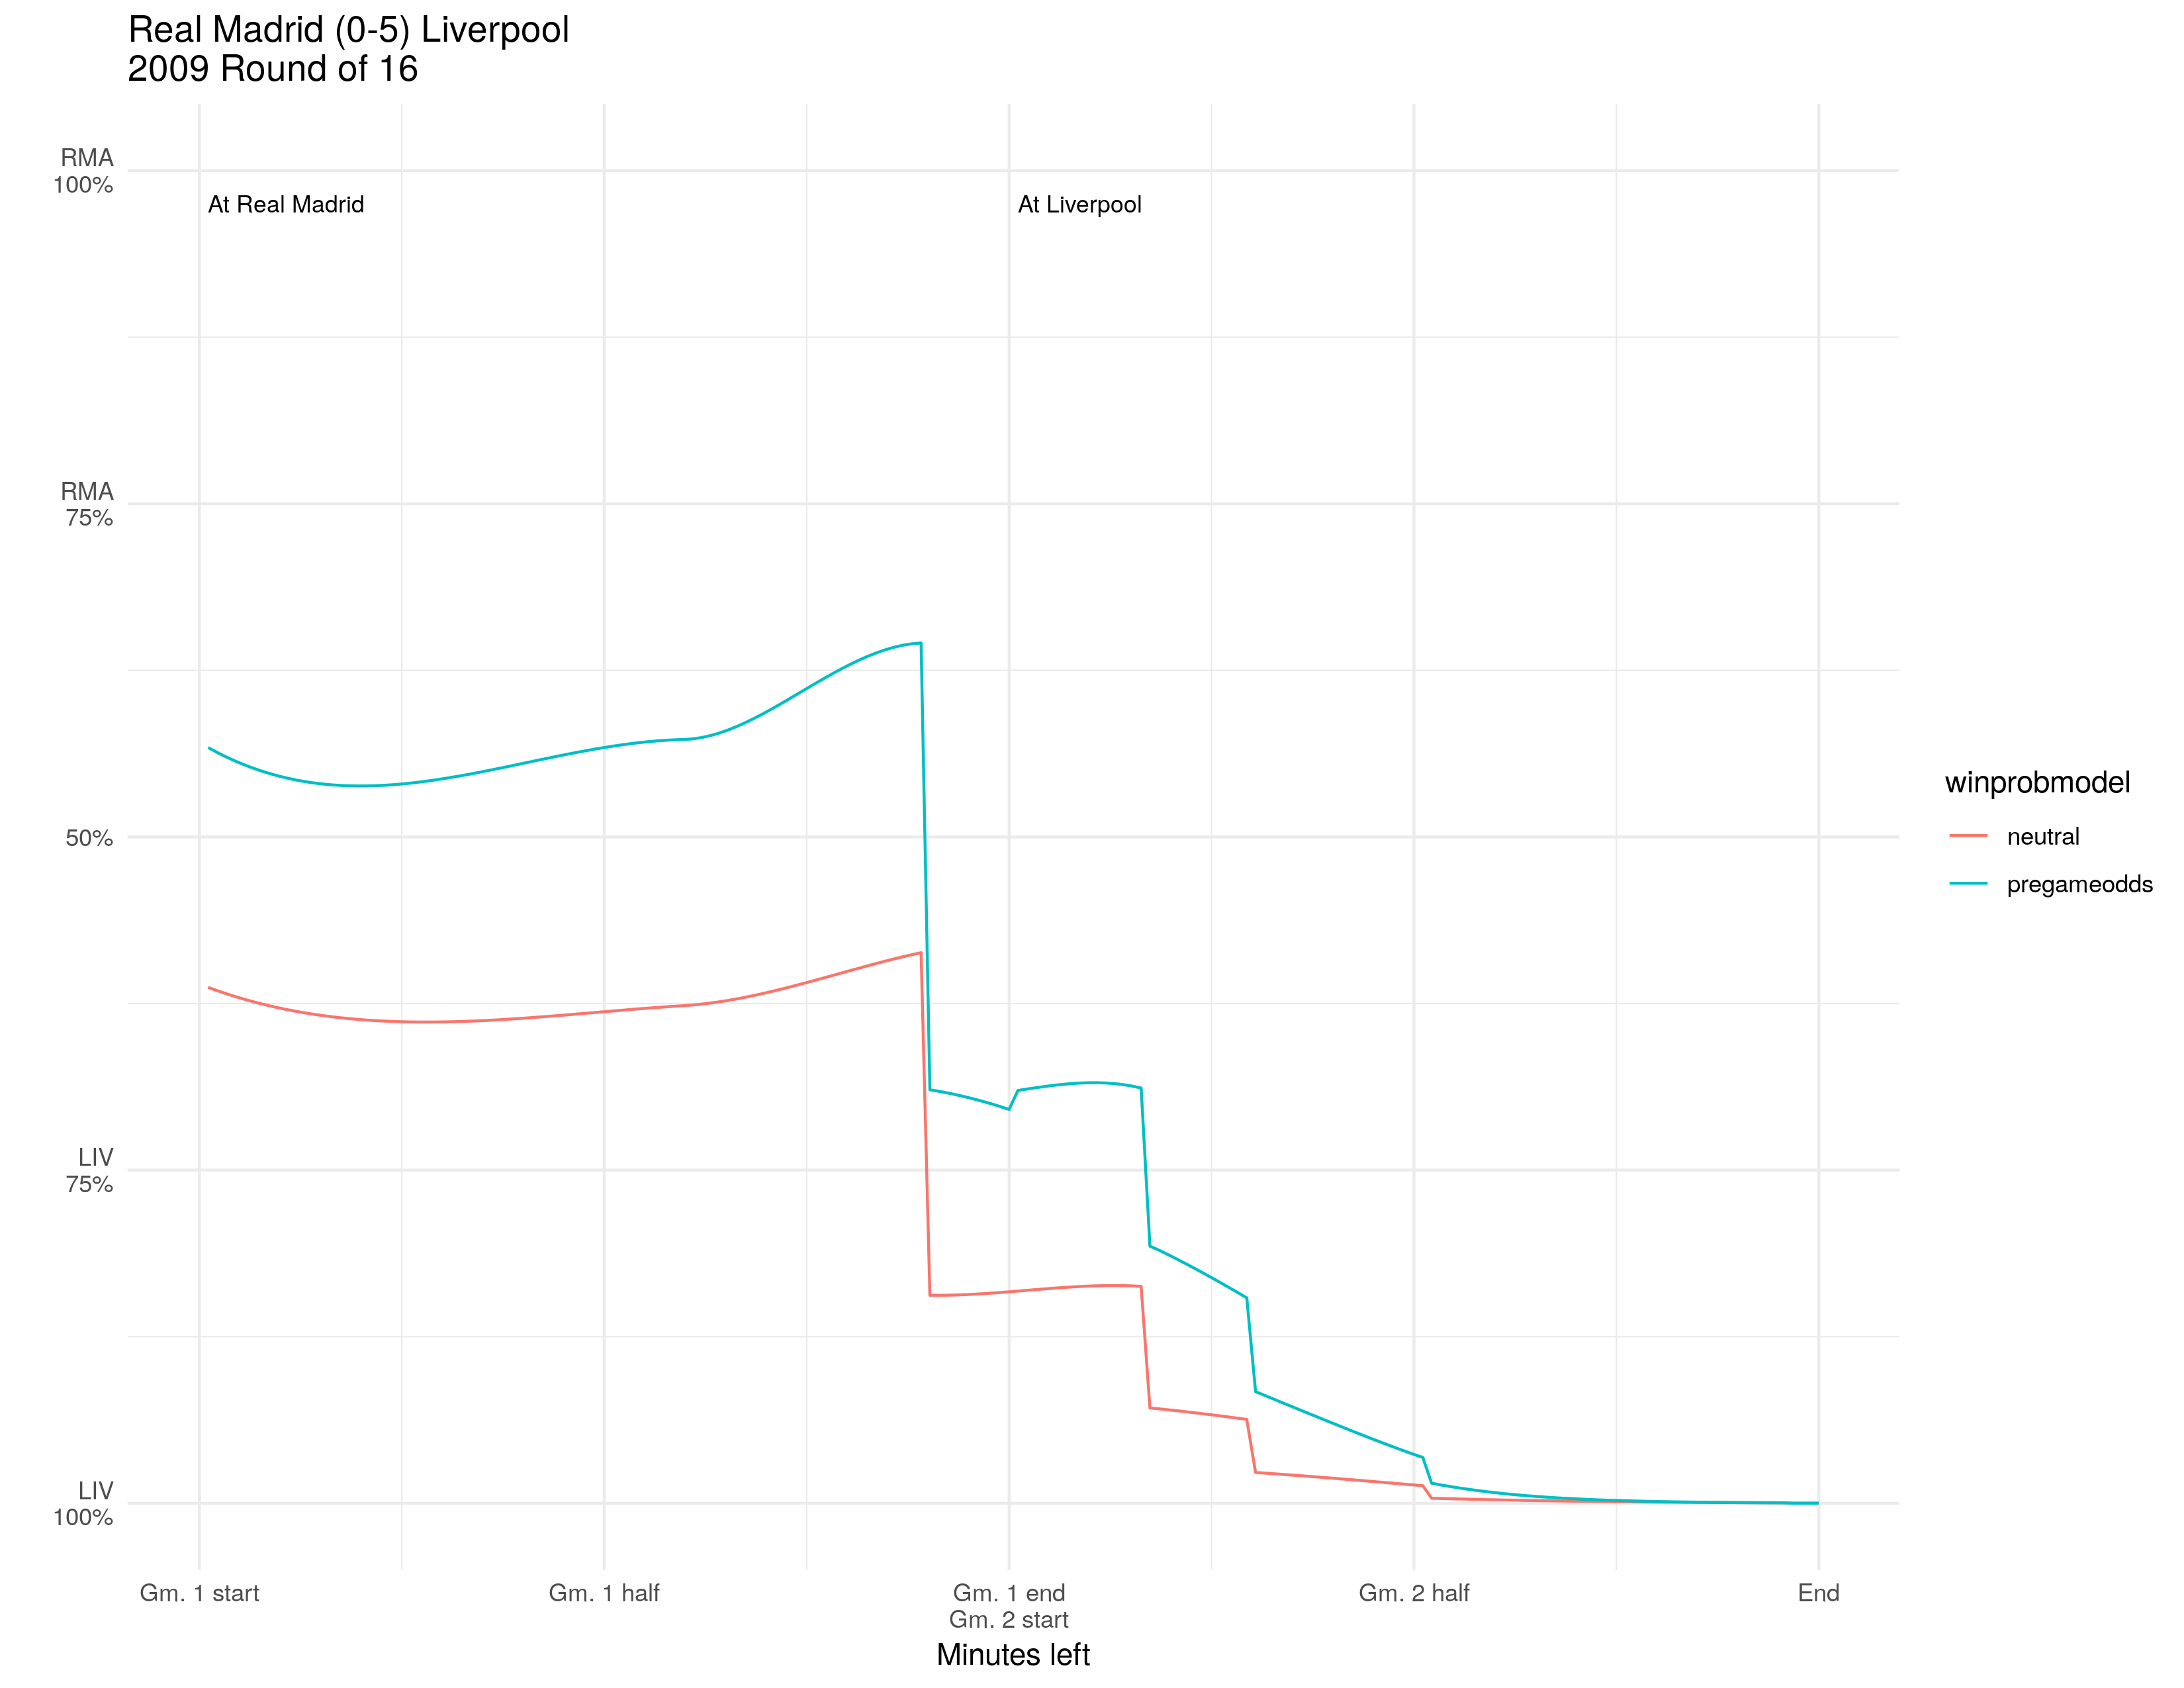 Real Madrid (0-5) Liverpool
2009 Round of 16
RMA
100%
At Real Madrid
At Liverpool
RMA
75%
50%
LIV
75%
LIV
100%
winprobmodel
neutral
pregameodds
Gm. 1 start
Gm. 1 half
Gm. 1 end
Gm. 2 start
Gm. 2 half
End
Minutes left